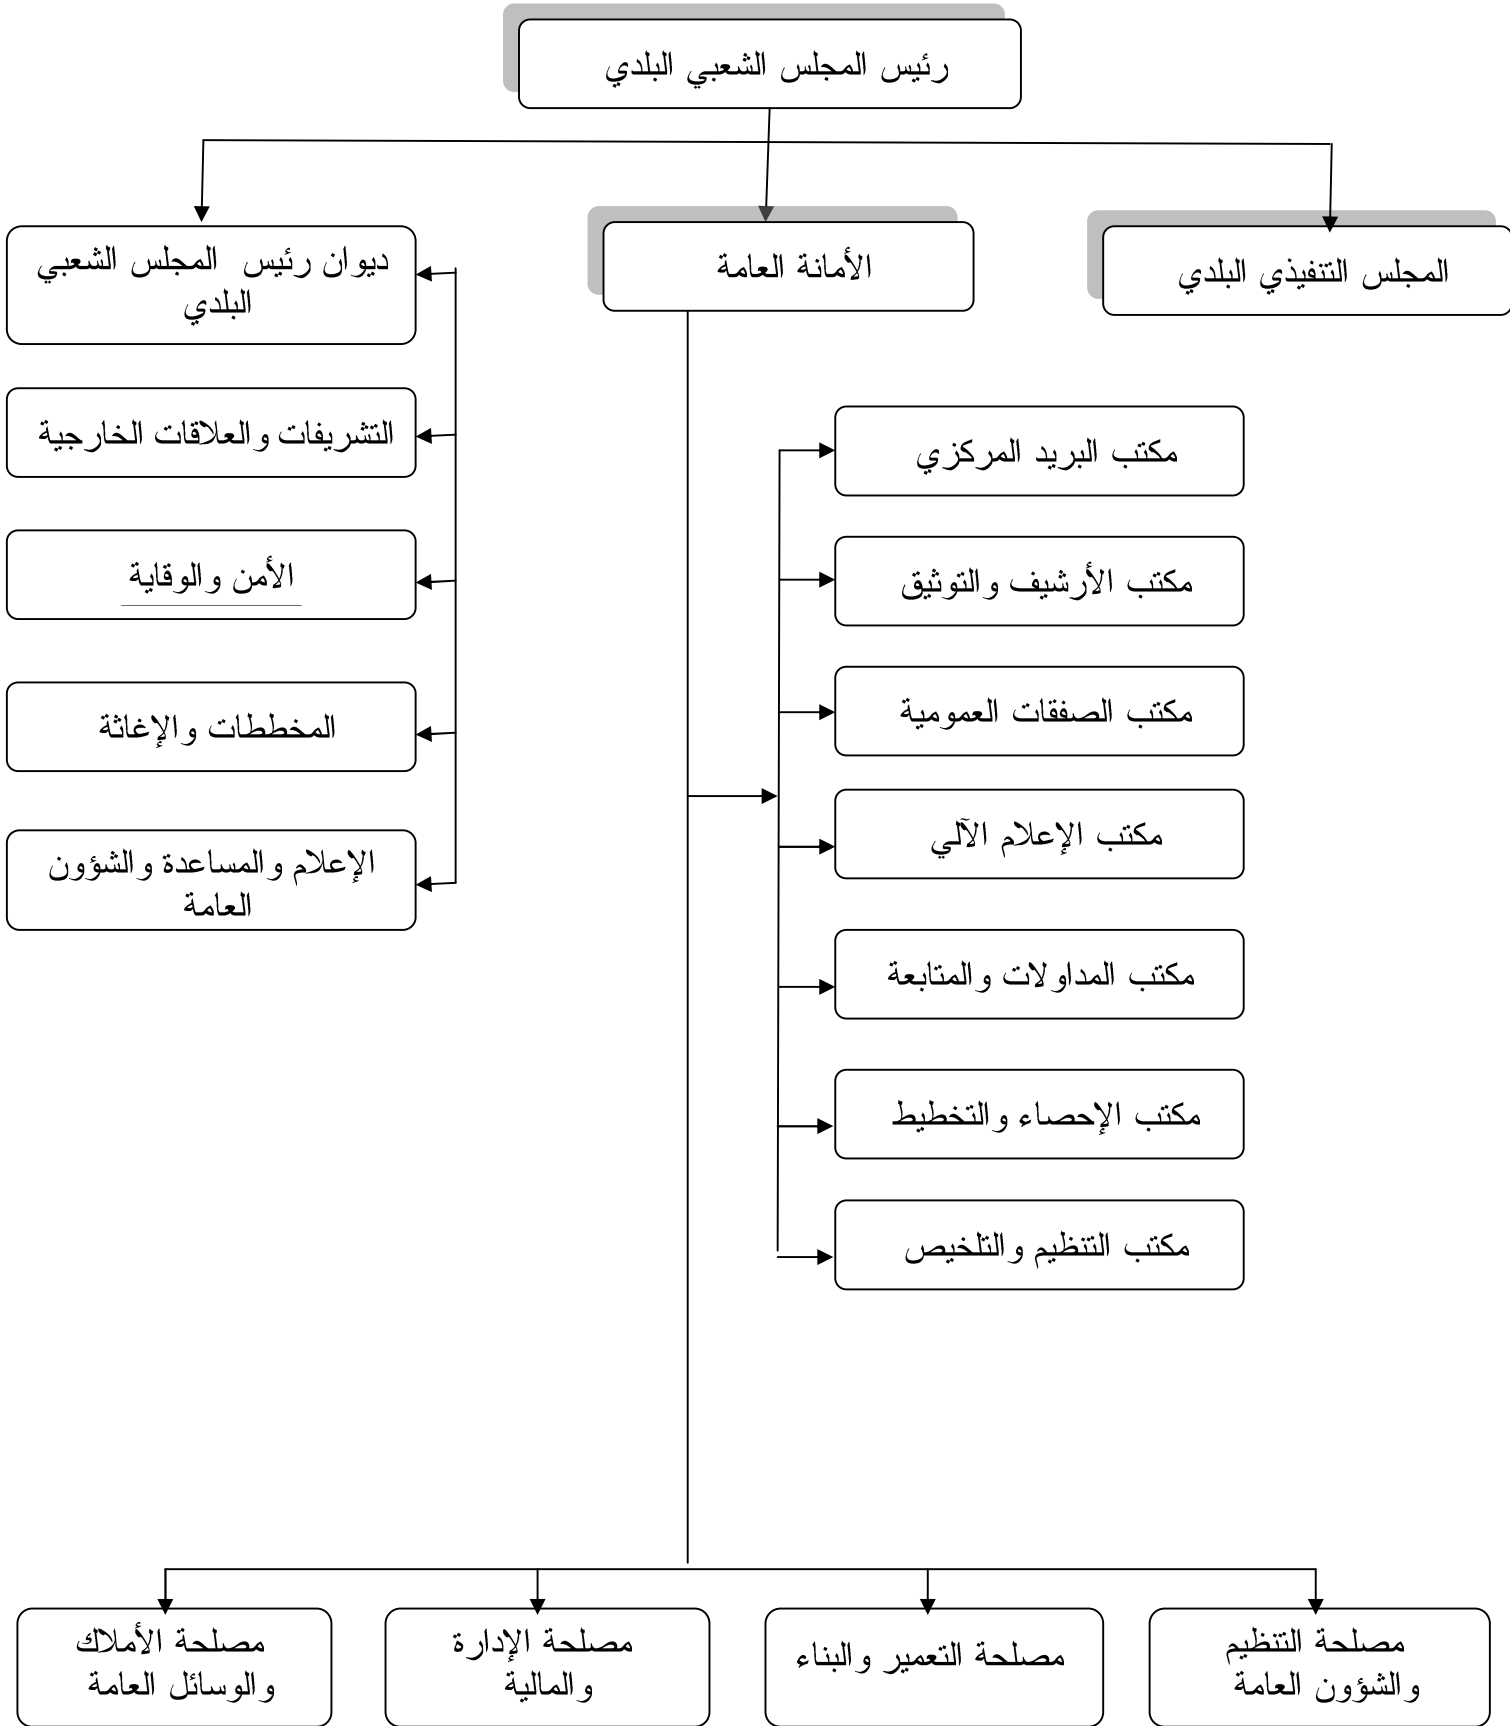 رئيس المجلس الشعبي البلدي
المجلس التنفيذي البلدي
الأمانة العامة
ديوان رئيس المجلس الشعبي
البلدي
التشريفات والعلاقات الخارجية
الأمن والوقاية
المخططات والإغاثة
الإعلام والمساعدة والشؤون
العامة
مكتب البريد المركزي
مكتب الأرشيف والتوثيق
مكتب الصفقات العمومية
مكتب الإعلام الآلي
مكتب المداولات والمتابعة
مكتب الإحصاء والتخطيط
مكتب التنظيم والتلخيص
مصلحة التنظيم
والشؤون العامة
مصلحة التعمير والبناء
مصلحة الإدارة
والمالية
مصلحة الأملاك
والوسائل العامة